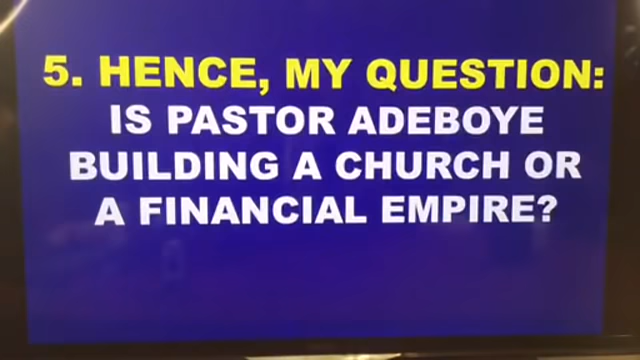 5. HENCE, MY QUESTION:
IS PASTOR ADEBOYE
BUILDING A CHURCH OR
A FINANCIAL EMPIRE?